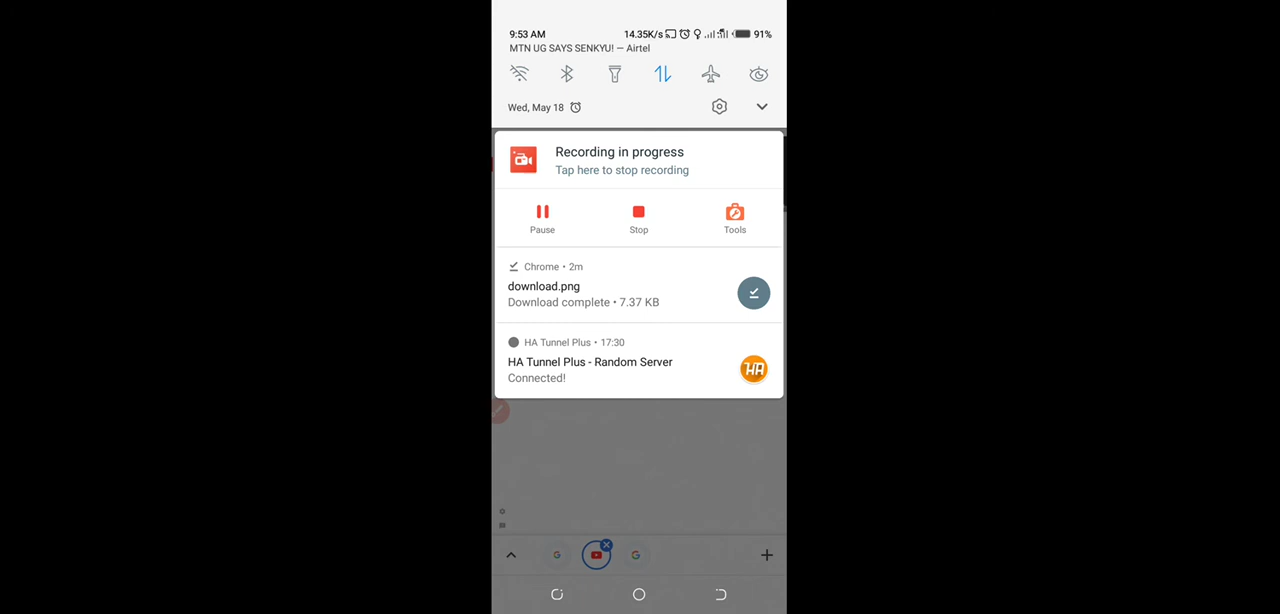 9:53 AM 14.35K/s 91%
MTN UG SAYS SENKYU! — Airtel
Wed, May 18
Recording in progress
Tap here to stop recording
Pause Stop Tools
Chrome • 2m
download.png
Download complete • 7.37 KB
HA Tunnel Plus • 17:30
HA Tunnel Plus - Random Server
HA
Connected!